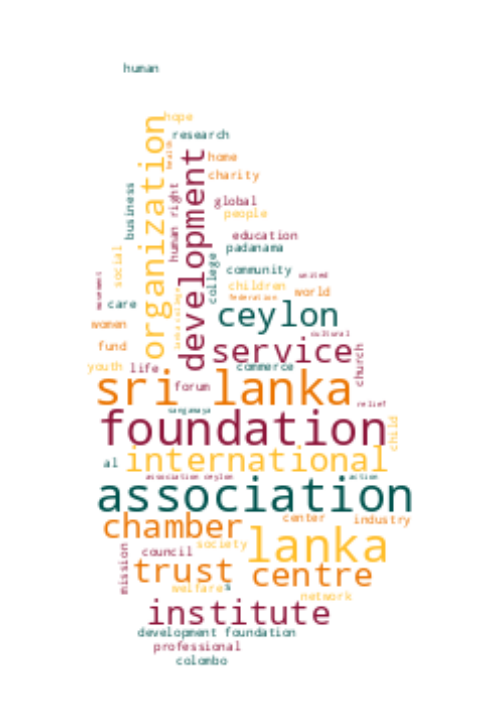 human
hope
organization
research
health
development
home
charity
business
human right
global
people
education
padanama
social
college
community
united
movement
children
federation
world
care
ceylon
lanka college
women
cultural
fund
service
church
youth
life
commerce
sri lanka
forum
relief
sangamaya
foundation
child
al
international
association ceylon
action
association
chamber
center
industry
lanka
society
council
mission
trust
centre
welfare
s
network
institute
development foundation
professional
colombo